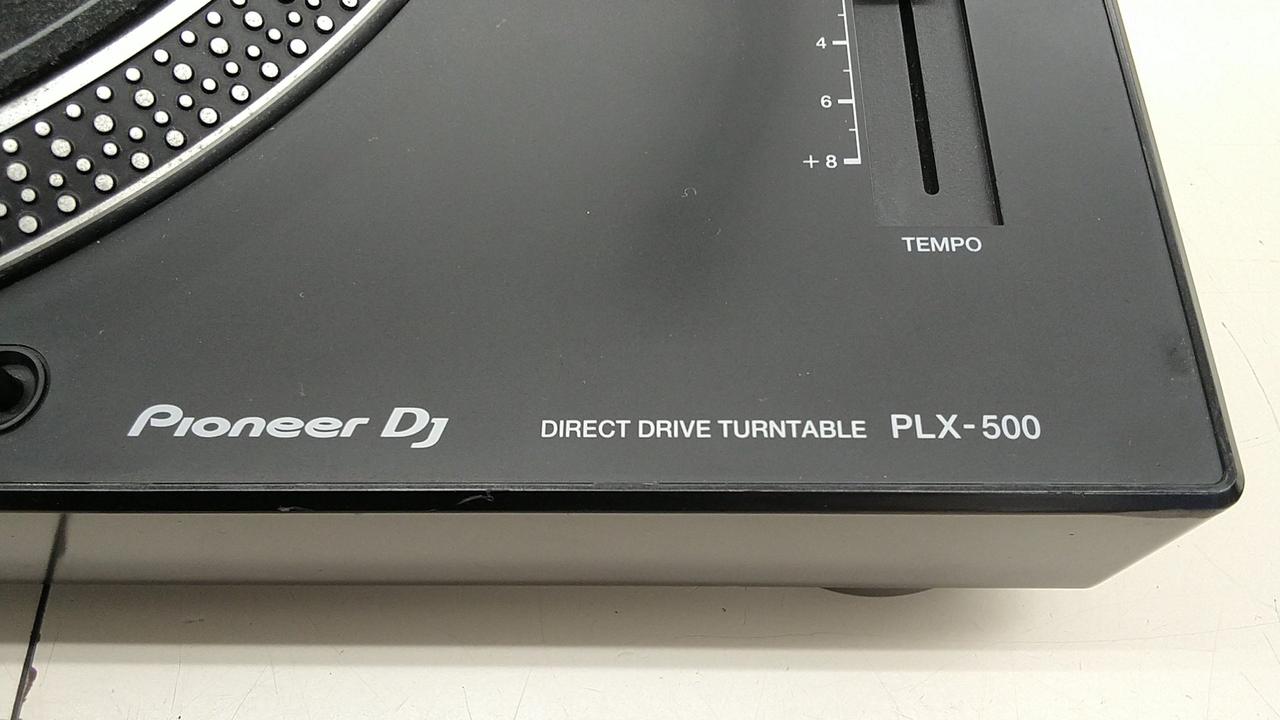 4
6
+8
TEMPO
Pioneer DJ DIRECT DRIVE TURNTABLE PLX-500